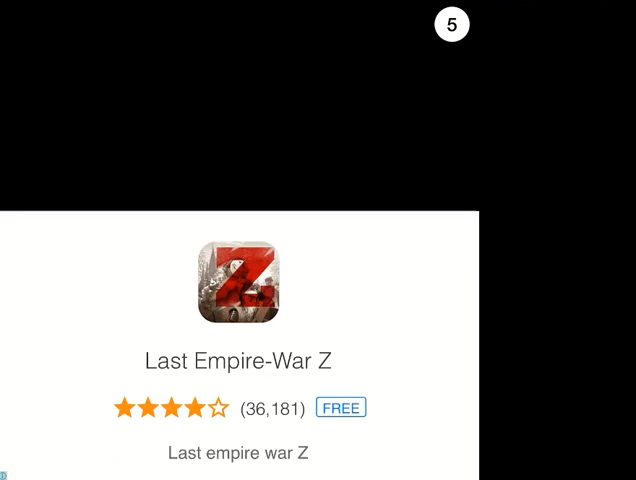 5
Z
Last Empire-War Z
(36,181) FREE
Last empire war Z